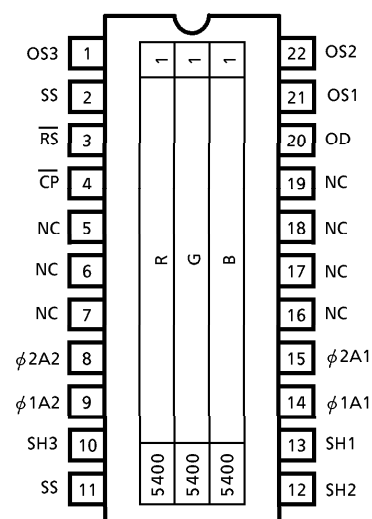 OS3 1 1 1 1 22 OS2
SS 2 21 OS1
R̅S̅ 3 20 OD
C̅P̅ 4 19 NC
NC 5 18 NC
NC 6 R G B 17 NC
NC 7 16 NC
ϕ2A2 8 15 ϕ2A1
ϕ1A2 9 14 ϕ1A1
SH3 10 5400 5400 5400 13 SH1
SS 11 12 SH2